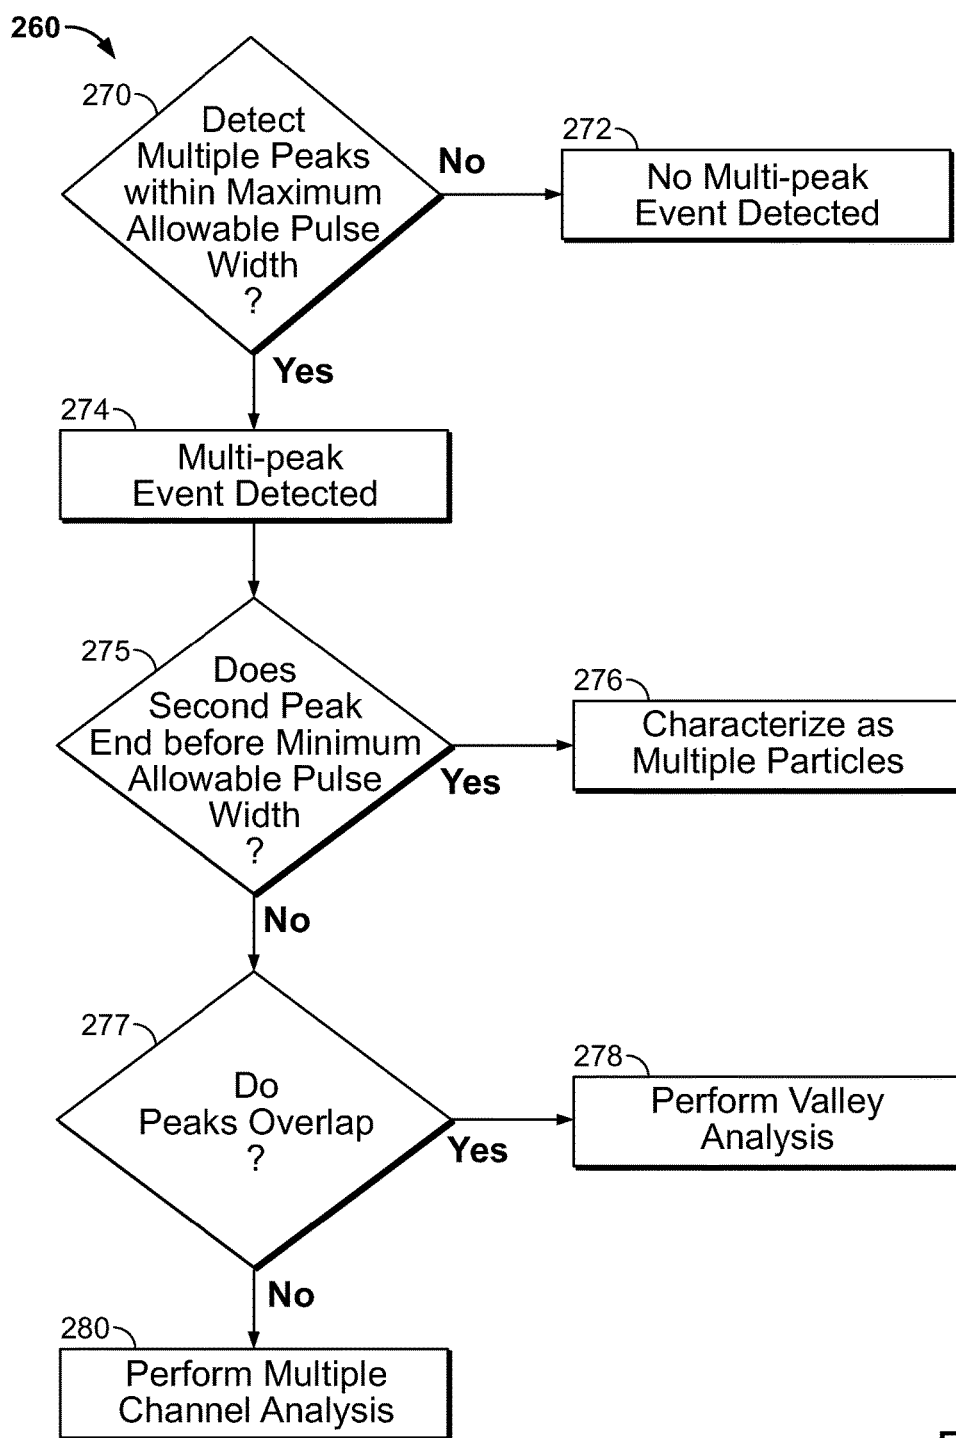 260
270
Detect
Multiple Peaks
within Maximum
Allowable Pulse
Width
?
No
272
No Multi-peak
Event Detected
Yes
274
Multi-peak
Event Detected
275
Does
Second Peak
End before Minimum
Allowable Pulse
Width
?
Yes
276
Characterize as
Multiple Particles
No
277
Do
Peaks Overlap
?
Yes
278
Perform Valley
Analysis
No
280
Perform Multiple
Channel Analysis